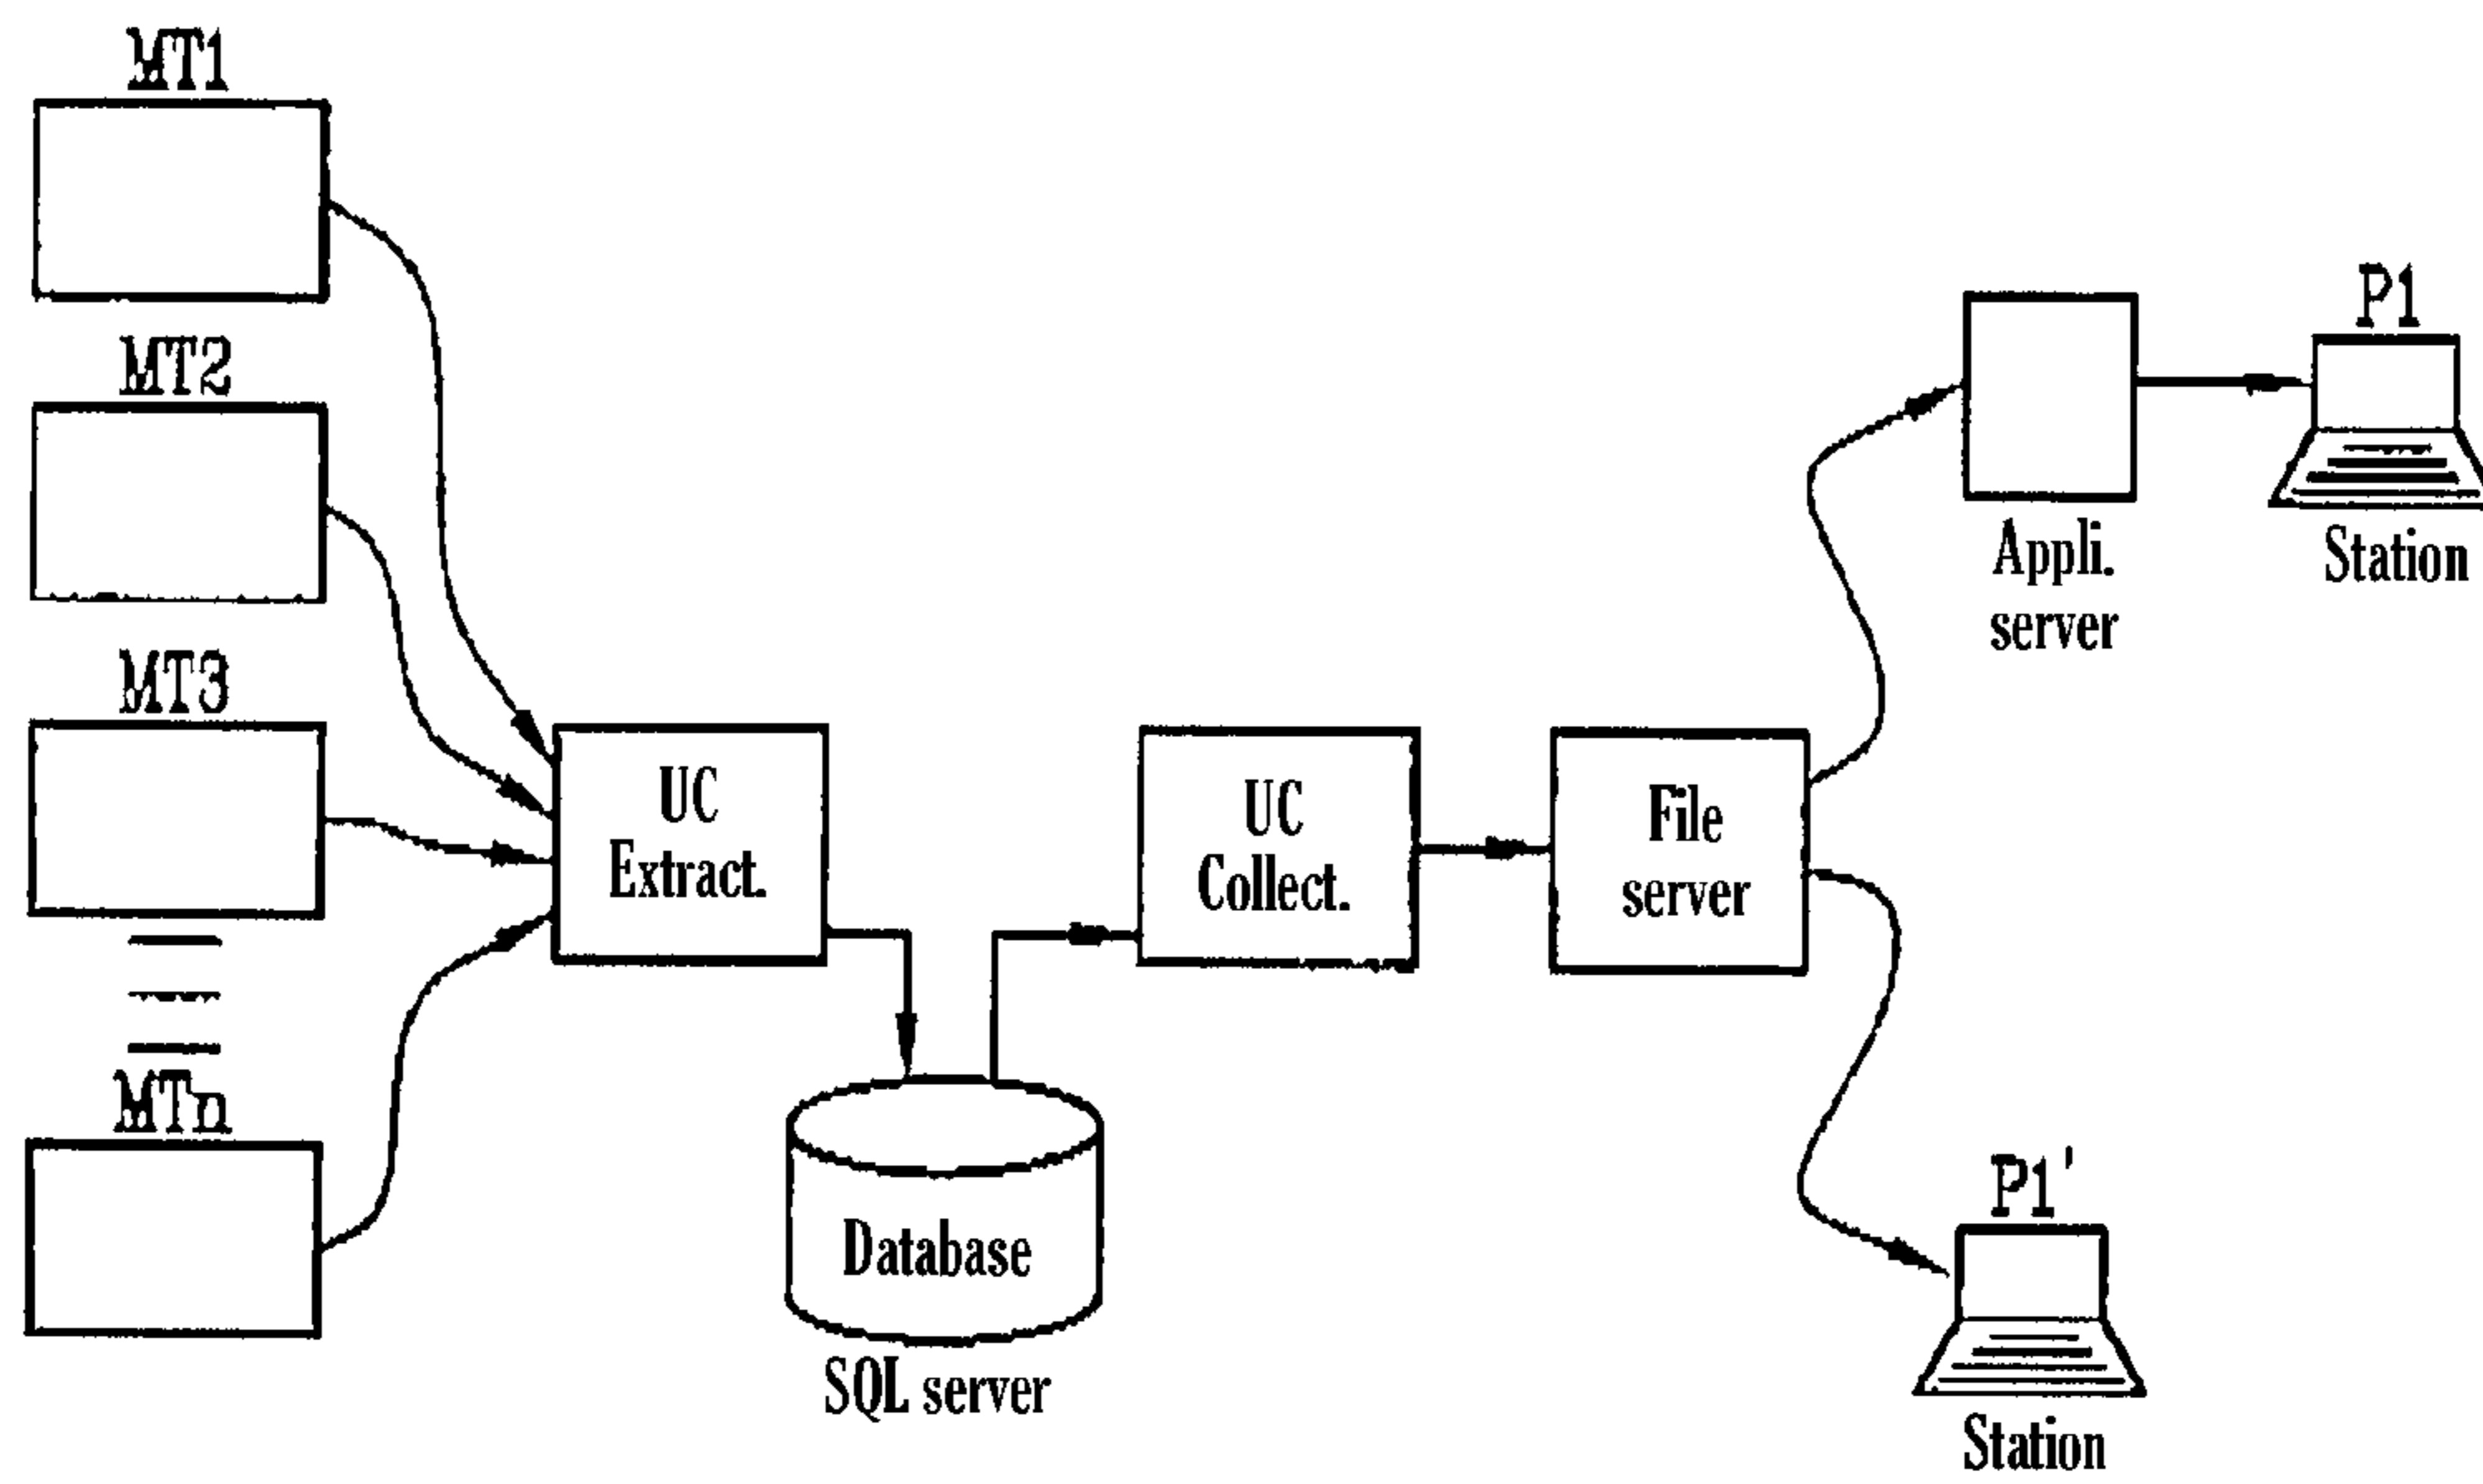 MT1
MT2
MT3
MTn
UC
Extract.
Database
SQL server
UC
Collect.
File
server
Appli.
server
P1
Station
P1'
Station